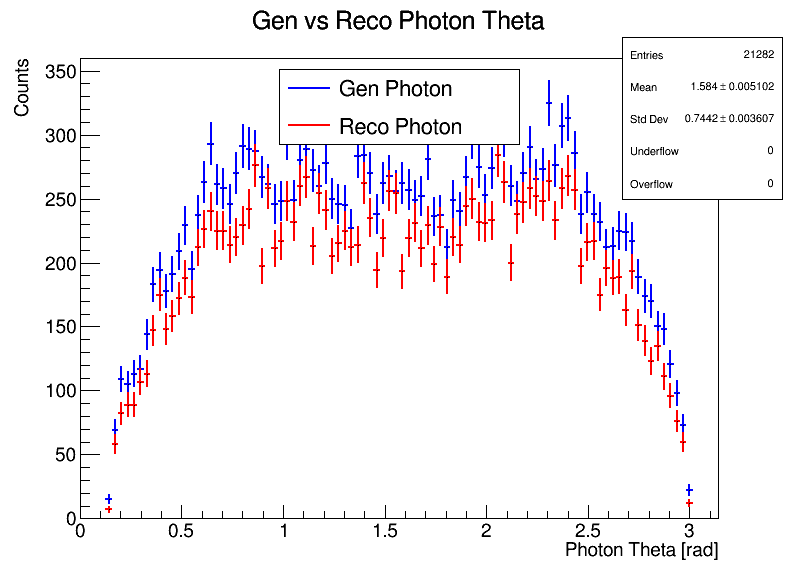 Gen vs Reco Photon Theta
Counts
Entries 21282
Mean 1.584 ± 0.005102
Std Dev 0.7442 ± 0.003607
Underflow 0
Overflow 0
Gen Photon
Reco Photon
350
300
250
200
150
100
50
0
0 0.5 1 1.5 2 2.5 3
Photon Theta [rad]